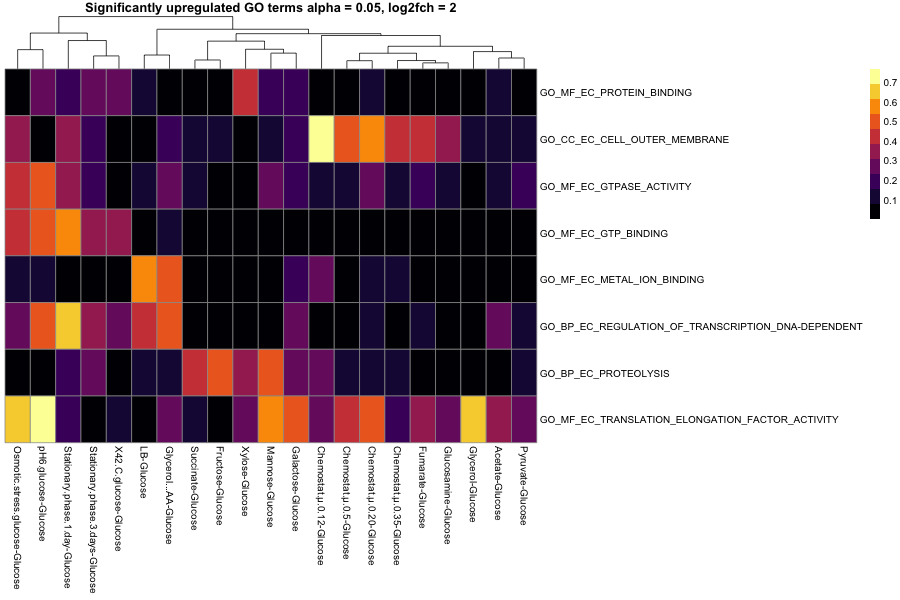 Significantly upregulated GO terms alpha = 0.05, log2fch = 2
GO_MF_EC_PROTEIN_BINDING
GO_CC_EC_CELL_OUTER_MEMBRANE
GO_MF_EC_GTPASE_ACTIVITY
GO_MF_EC_GTP_BINDING
GO_MF_EC_METAL_ION_BINDING
GO_BP_EC_REGULATION_OF_TRANSCRIPTION_DNA-DEPENDENT
GO_BP_EC_PROTEOLYSIS
GO_MF_EC_TRANSLATION_ELONGATION_FACTOR_ACTIVITY
0.7
0.6
0.5
0.4
0.3
0.2
0.1
Osmotic.stress.glucose-Glucose
pH6.glucose-Glucose
Stationary.phase.1.day-Glucose
Stationary.phase.3.days-Glucose
X42.C.glucose-Glucose
LB-Glucose
Glycerol...AA-Glucose
Succinate-Glucose
Fructose-Glucose
Xylose-Glucose
Mannose-Glucose
Galactose-Glucose
Chemostat.µ.0.12-Glucose
Chemostat.µ.0.5-Glucose
Chemostat.µ.0.20-Glucose
Chemostat.µ.0.35-Glucose
Fumarate-Glucose
Glucosamine-Glucose
Glycerol-Glucose
Acetate-Glucose
Pyruvate-Glucose